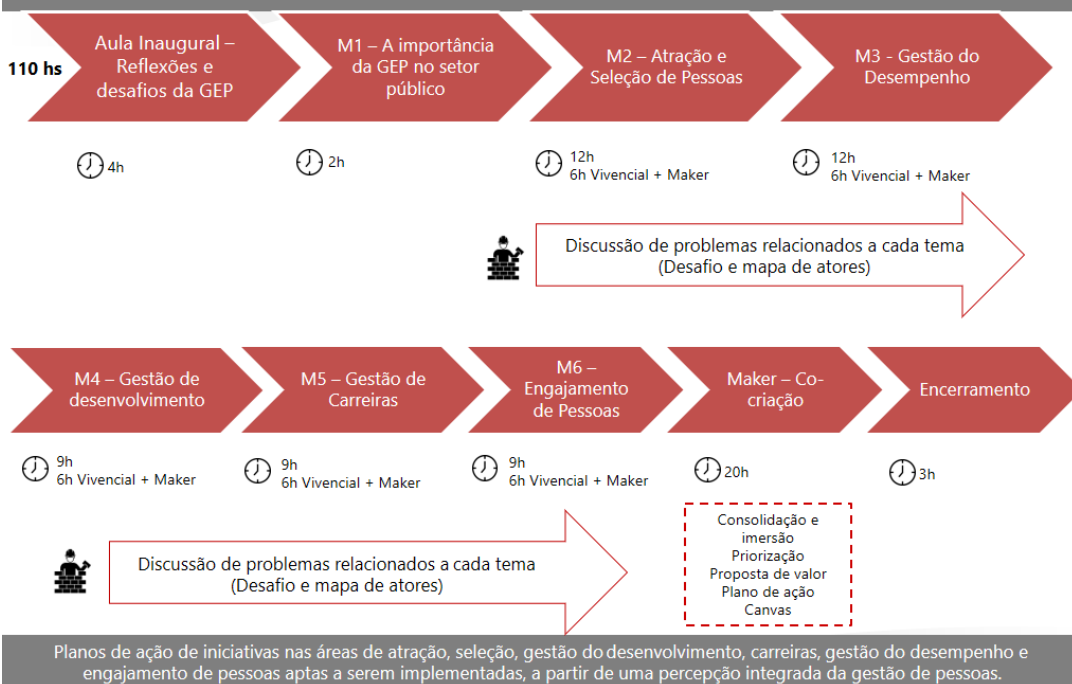 110 hs
Aula Inaugural –
Reflexões e
desafios da GEP
M1 – A importância
da GEP no setor
público
M2 – Atração e
Seleção de Pessoas
M3 - Gestão do
Desempenho
4h
2h
12h
6h Vivencial + Maker
12h
6h Vivencial + Maker
Discussão de problemas relacionados a cada tema
(Desafio e mapa de atores)
M4 – Gestão de
desenvolvimento
M5 – Gestão de
Carreiras
M6 –
Engajamento
de Pessoas
Maker – Co-
criação
Encerramento
9h
6h Vivencial + Maker
9h
6h Vivencial + Maker
9h
6h Vivencial + Maker
20h
3h
Discussão de problemas relacionados a cada tema
(Desafio e mapa de atores)
Consolidação e
imersão
Priorização
Proposta de valor
Plano de ação
Canvas
Planos de ação de iniciativas nas áreas de atração, seleção, gestão do desenvolvimento, carreiras, gestão do desempenho e
engajamento de pessoas aptas a serem implementadas, a partir de uma percepção integrada da gestão de pessoas.